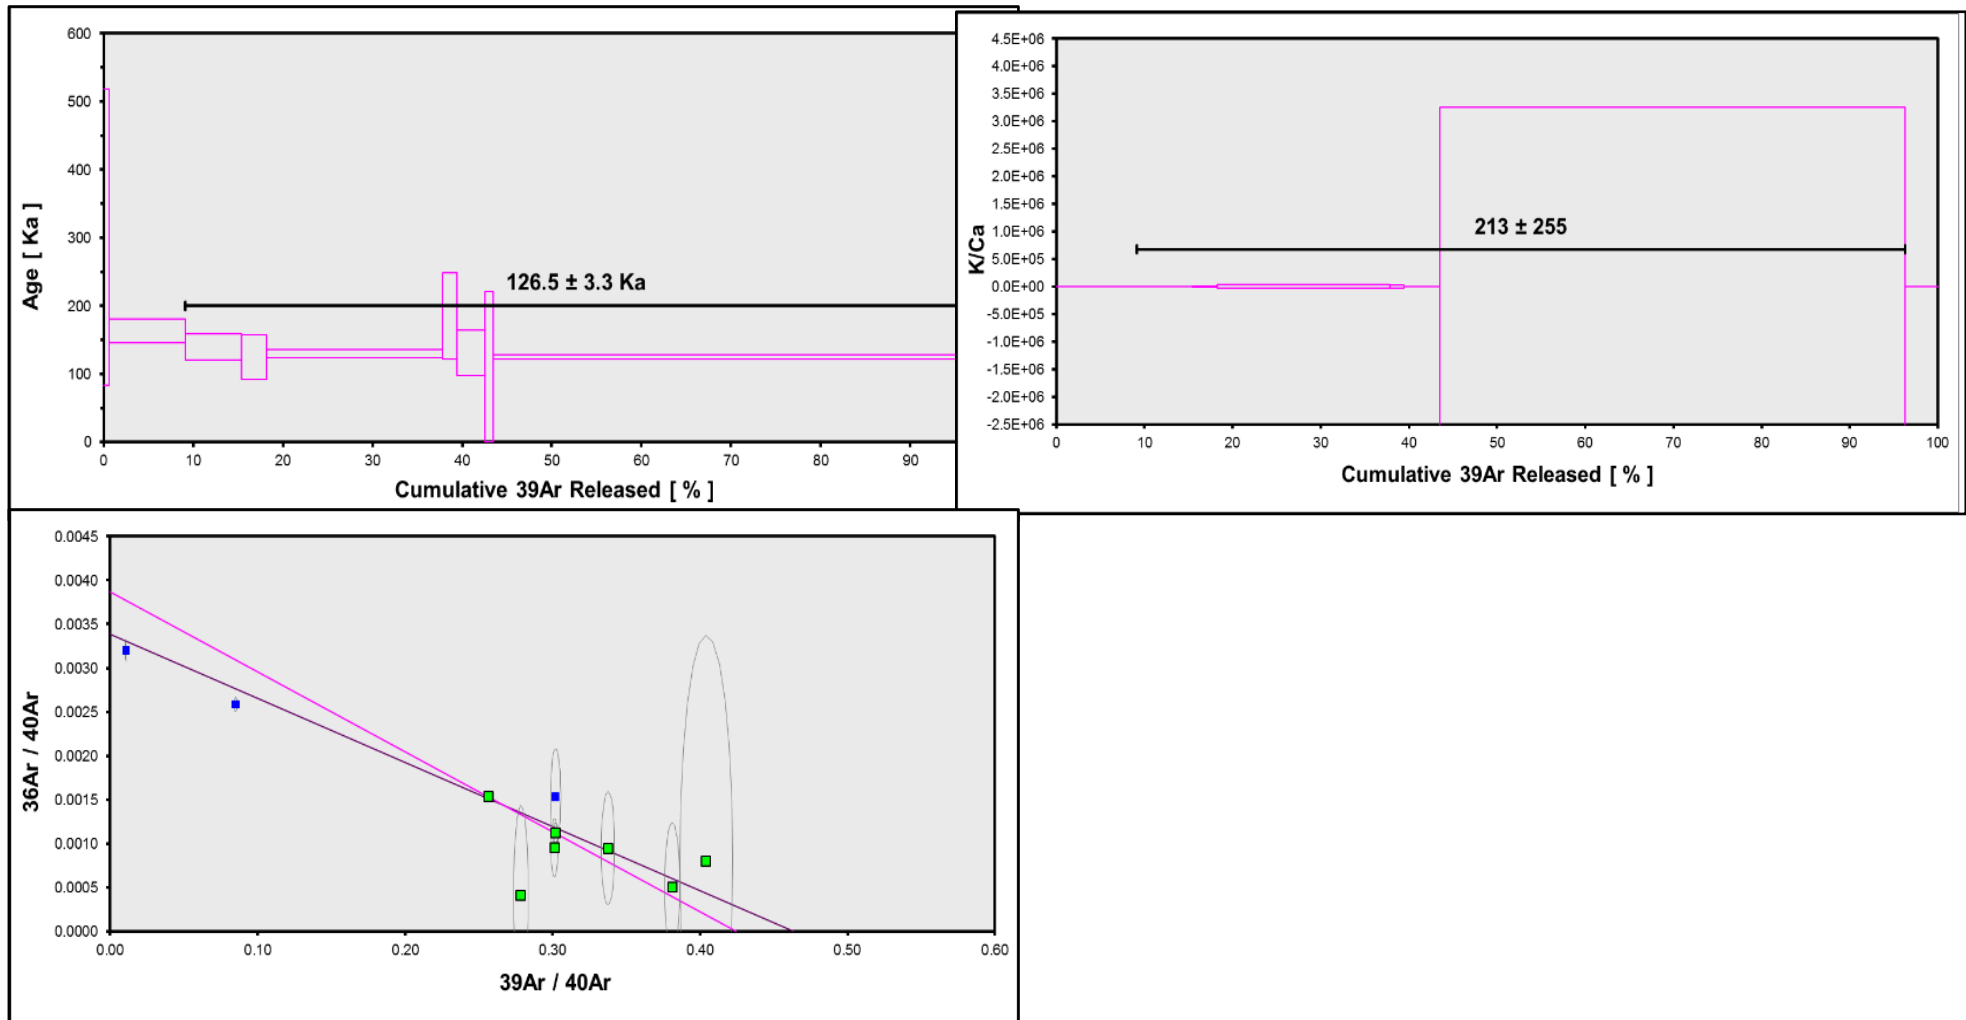 600
500
400
300
200
100
0
Age [ Ka ]
126.5 ± 3.3 Ka
0 10 20 30 40 50 60 70 80 90
Cumulative 39Ar Released [ % ]
4.5E+06
4.0E+06
3.5E+06
3.0E+06
2.5E+06
2.0E+06
1.5E+06
1.0E+06
5.0E+05
0.0E+00
-5.0E+05
-1.0E+06
-1.5E+06
-2.0E+06
-2.5E+06
K/Ca
213 ± 255
0 10 20 30 40 50 60 70 80 90 100
Cumulative 39Ar Released [ % ]
0.0045
0.0040
0.0035
0.0030
0.0025
0.0020
0.0015
0.0010
0.0005
0.0000
36Ar / 40Ar
0.00 0.10 0.20 0.30 0.40 0.50 0.60
39Ar / 40Ar